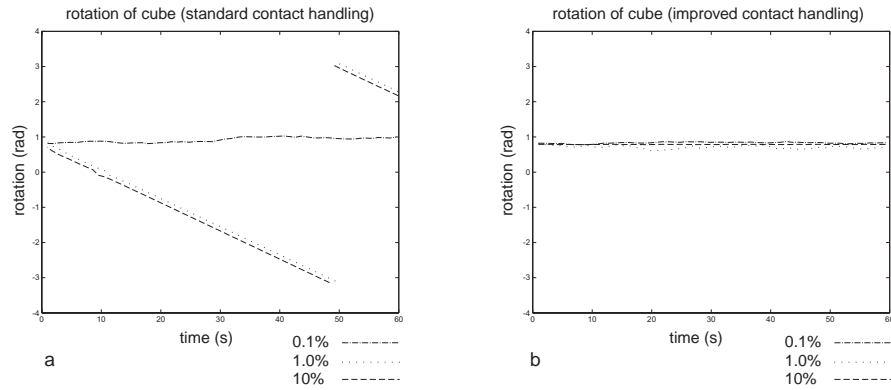 rotation of cube (standard contact handling)
4
3
2
1
0
-1
-2
-3
-4
rotation (rad)
0 10 20 30 40 50 60
time (s)
a
0.1%
1.0%
10%
rotation of cube (improved contact handling)
4
3
2
1
0
-1
-2
-3
-4
rotation (rad)
0 10 20 30 40 50 60
time (s)
b
0.1%
1.0%
10%